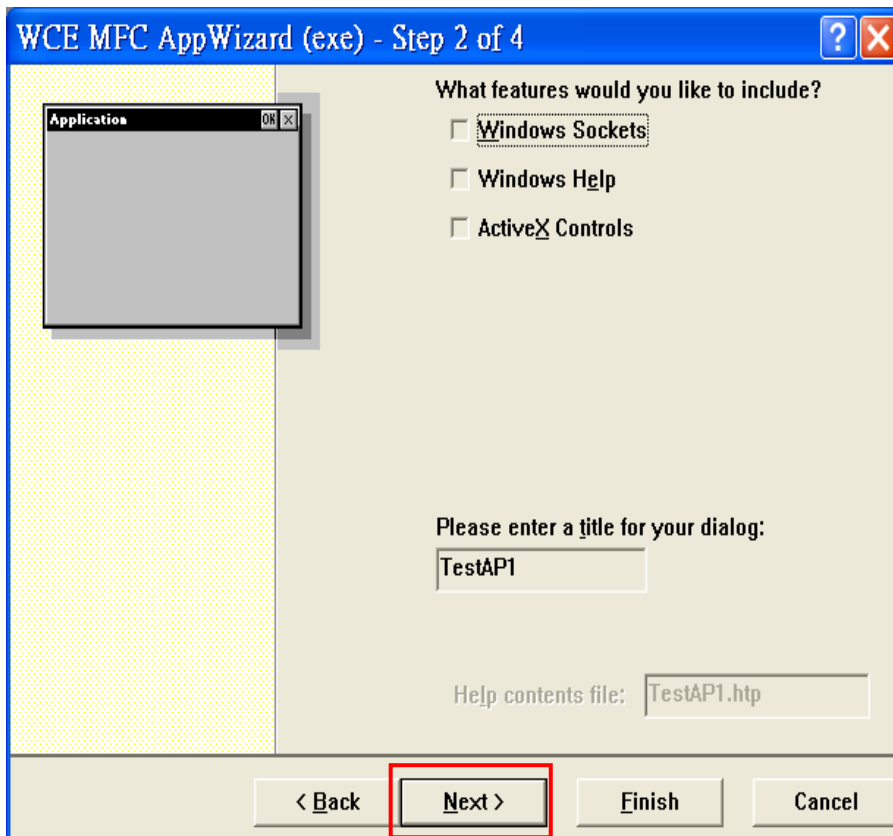 WCE MFC AppWizard (exe) - Step 2 of 4
Application OK ×
What features would you like to include?
Windows Sockets
Windows Help
ActiveX Controls
Please enter a title for your dialog:
TestAP1
Help contents file: TestAP1.htp
< Back Next > Finish Cancel